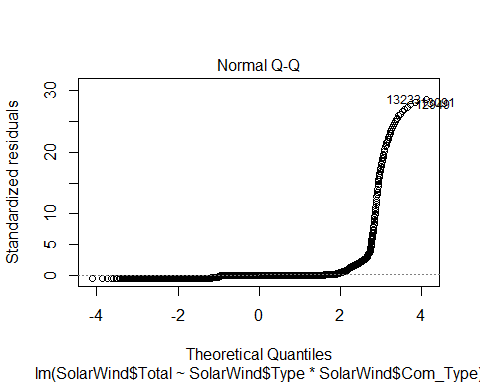 Normal Q-Q
Standardized residuals
30
20
10
5
0
-4
-2
0
2
4
Theoretical Quantiles
lm(SolarWind$Total ~ SolarWind$Type * SolarWind$Com_Type)